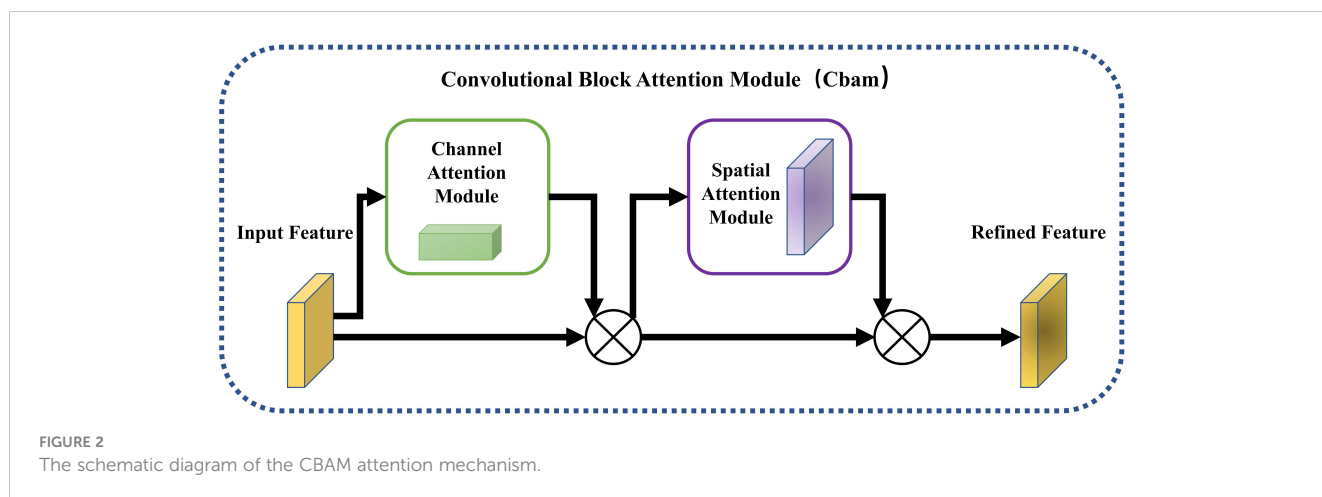 Convolutional Block Attention Module（Cbam）
Channel
Attention
Module
Spatial
Attention
Module
Input Feature
Refined Feature
FIGURE 2
The schematic diagram of the CBAM attention mechanism.